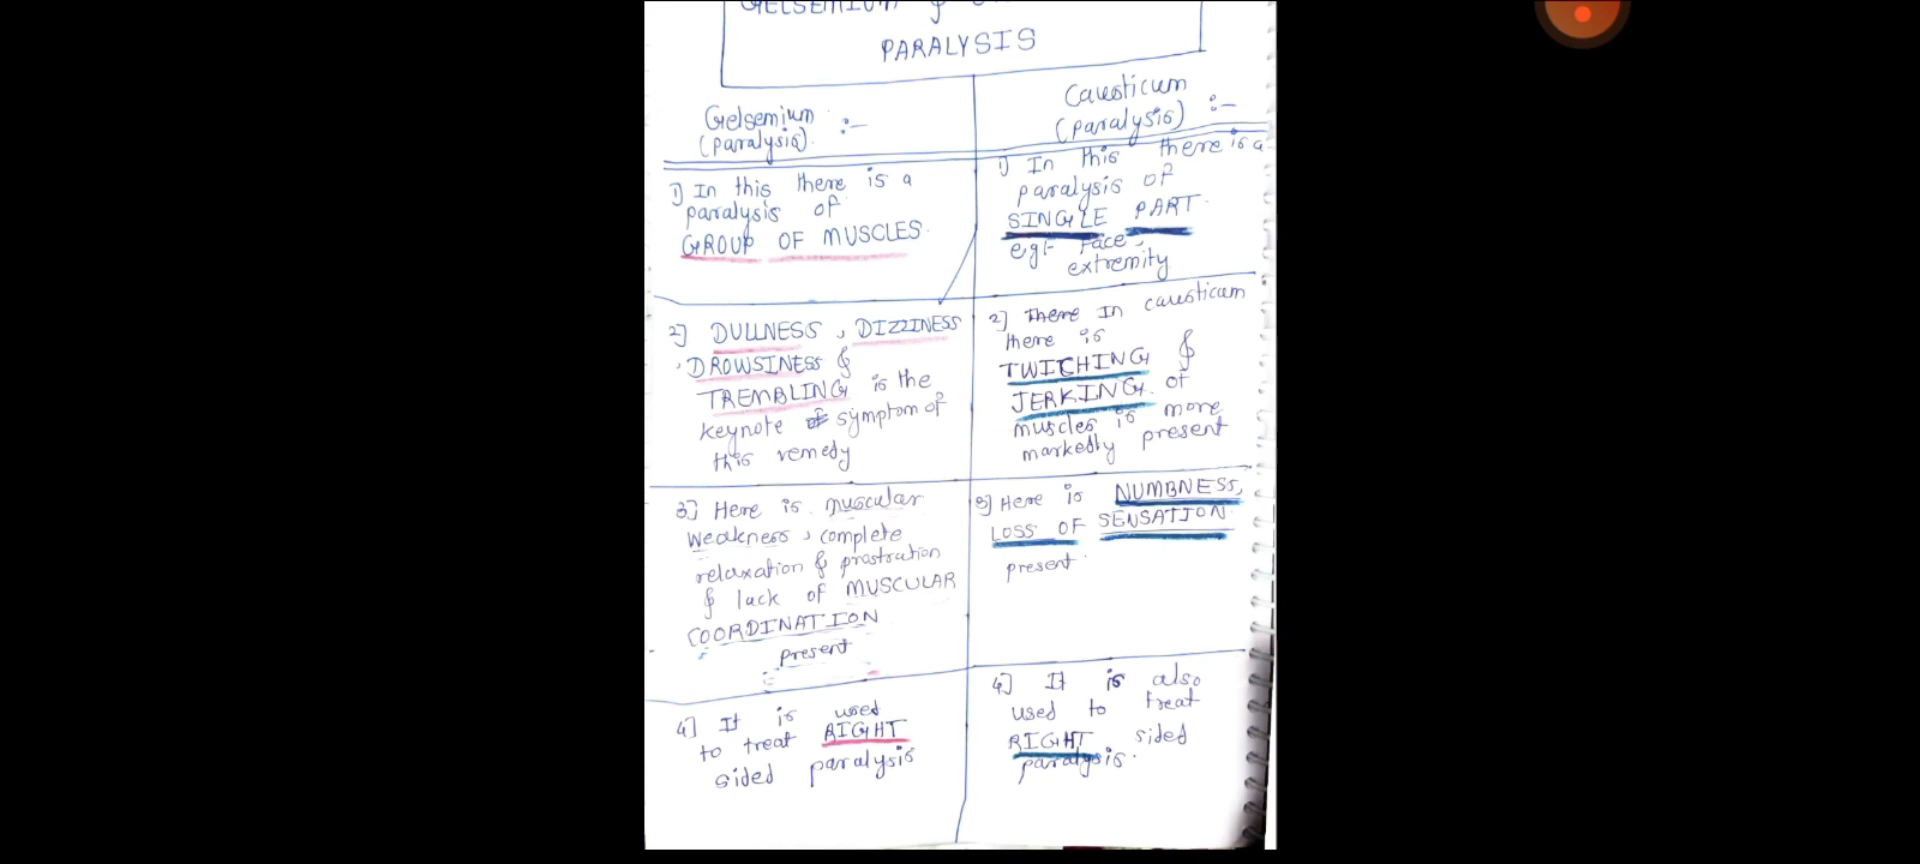 GELSEMIUM &
PARALYSIS
Gelsemium :-
(paralysis)
1) In this there is a
paralysis of
GROUP OF MUSCLES.
2] DULLNESS, DIZZINESS
, DROWSINESS &
TREMBLING is the
keynote symptom of
this remedy
3] Here is muscular
weakness, complete
relaxation & prostration
& lack of MUSCULAR
COORDINATION
present
4] It is used
to treat RIGHT
sided paralysis
Causticum :-
(paralysis)
1) In this there is a
paralysis of
SINGLE PART.
eg:- Face,
extremity
2] There In causticum
there is
TWICHING &
JERKING of
muscles is more
markedly present
3] Here is NUMBNESS,
LOSS OF SENSATION
present
4] It is also
used to treat
RIGHT sided
paralysis.